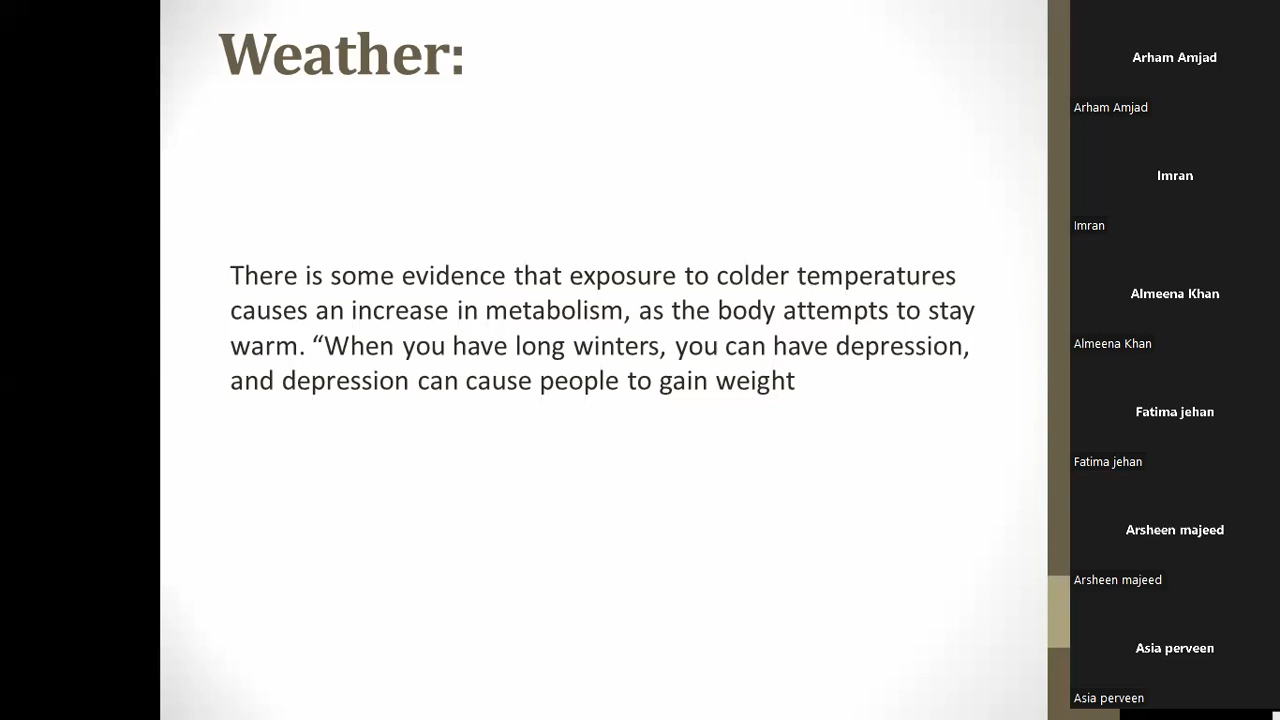 Weather:
There is some evidence that exposure to colder temperatures
causes an increase in metabolism, as the body attempts to stay
warm. “When you have long winters, you can have depression,
and depression can cause people to gain weight
Arham Amjad
Arham Amjad
Imran
Imran
Almeena Khan
Almeena Khan
Fatima jehan
Fatima jehan
Arsheen majeed
Arsheen majeed
Asia perveen
Asia perveen